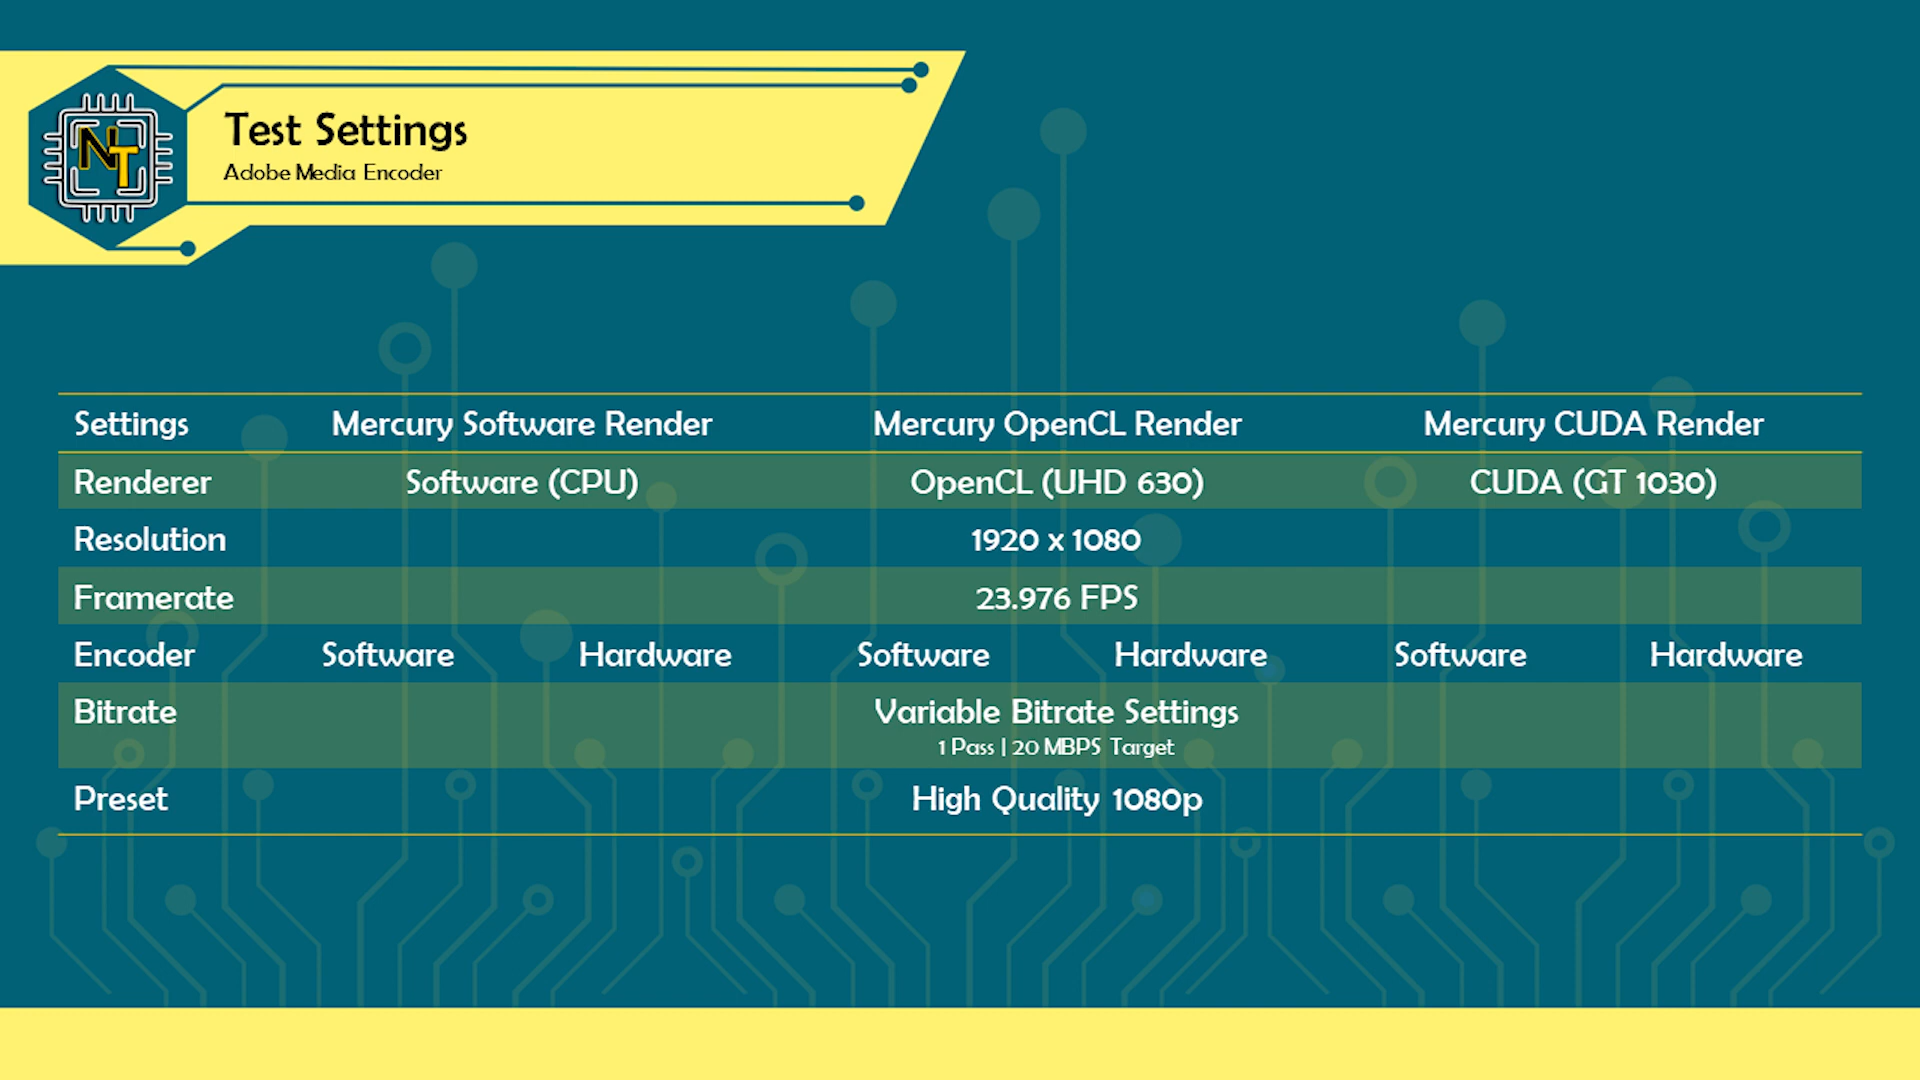 NT
Test Settings
Adobe Media Encoder
Settings Mercury Software Render Mercury OpenCL Render Mercury CUDA Render
Renderer Software (CPU) OpenCL (UHD 630) CUDA (GT 1030)
Resolution 1920 x 1080
Framerate 23.976 FPS
Encoder Software Hardware Software Hardware Software Hardware
Bitrate Variable Bitrate Settings
1 Pass | 20 MBPS Target
Preset High Quality 1080p